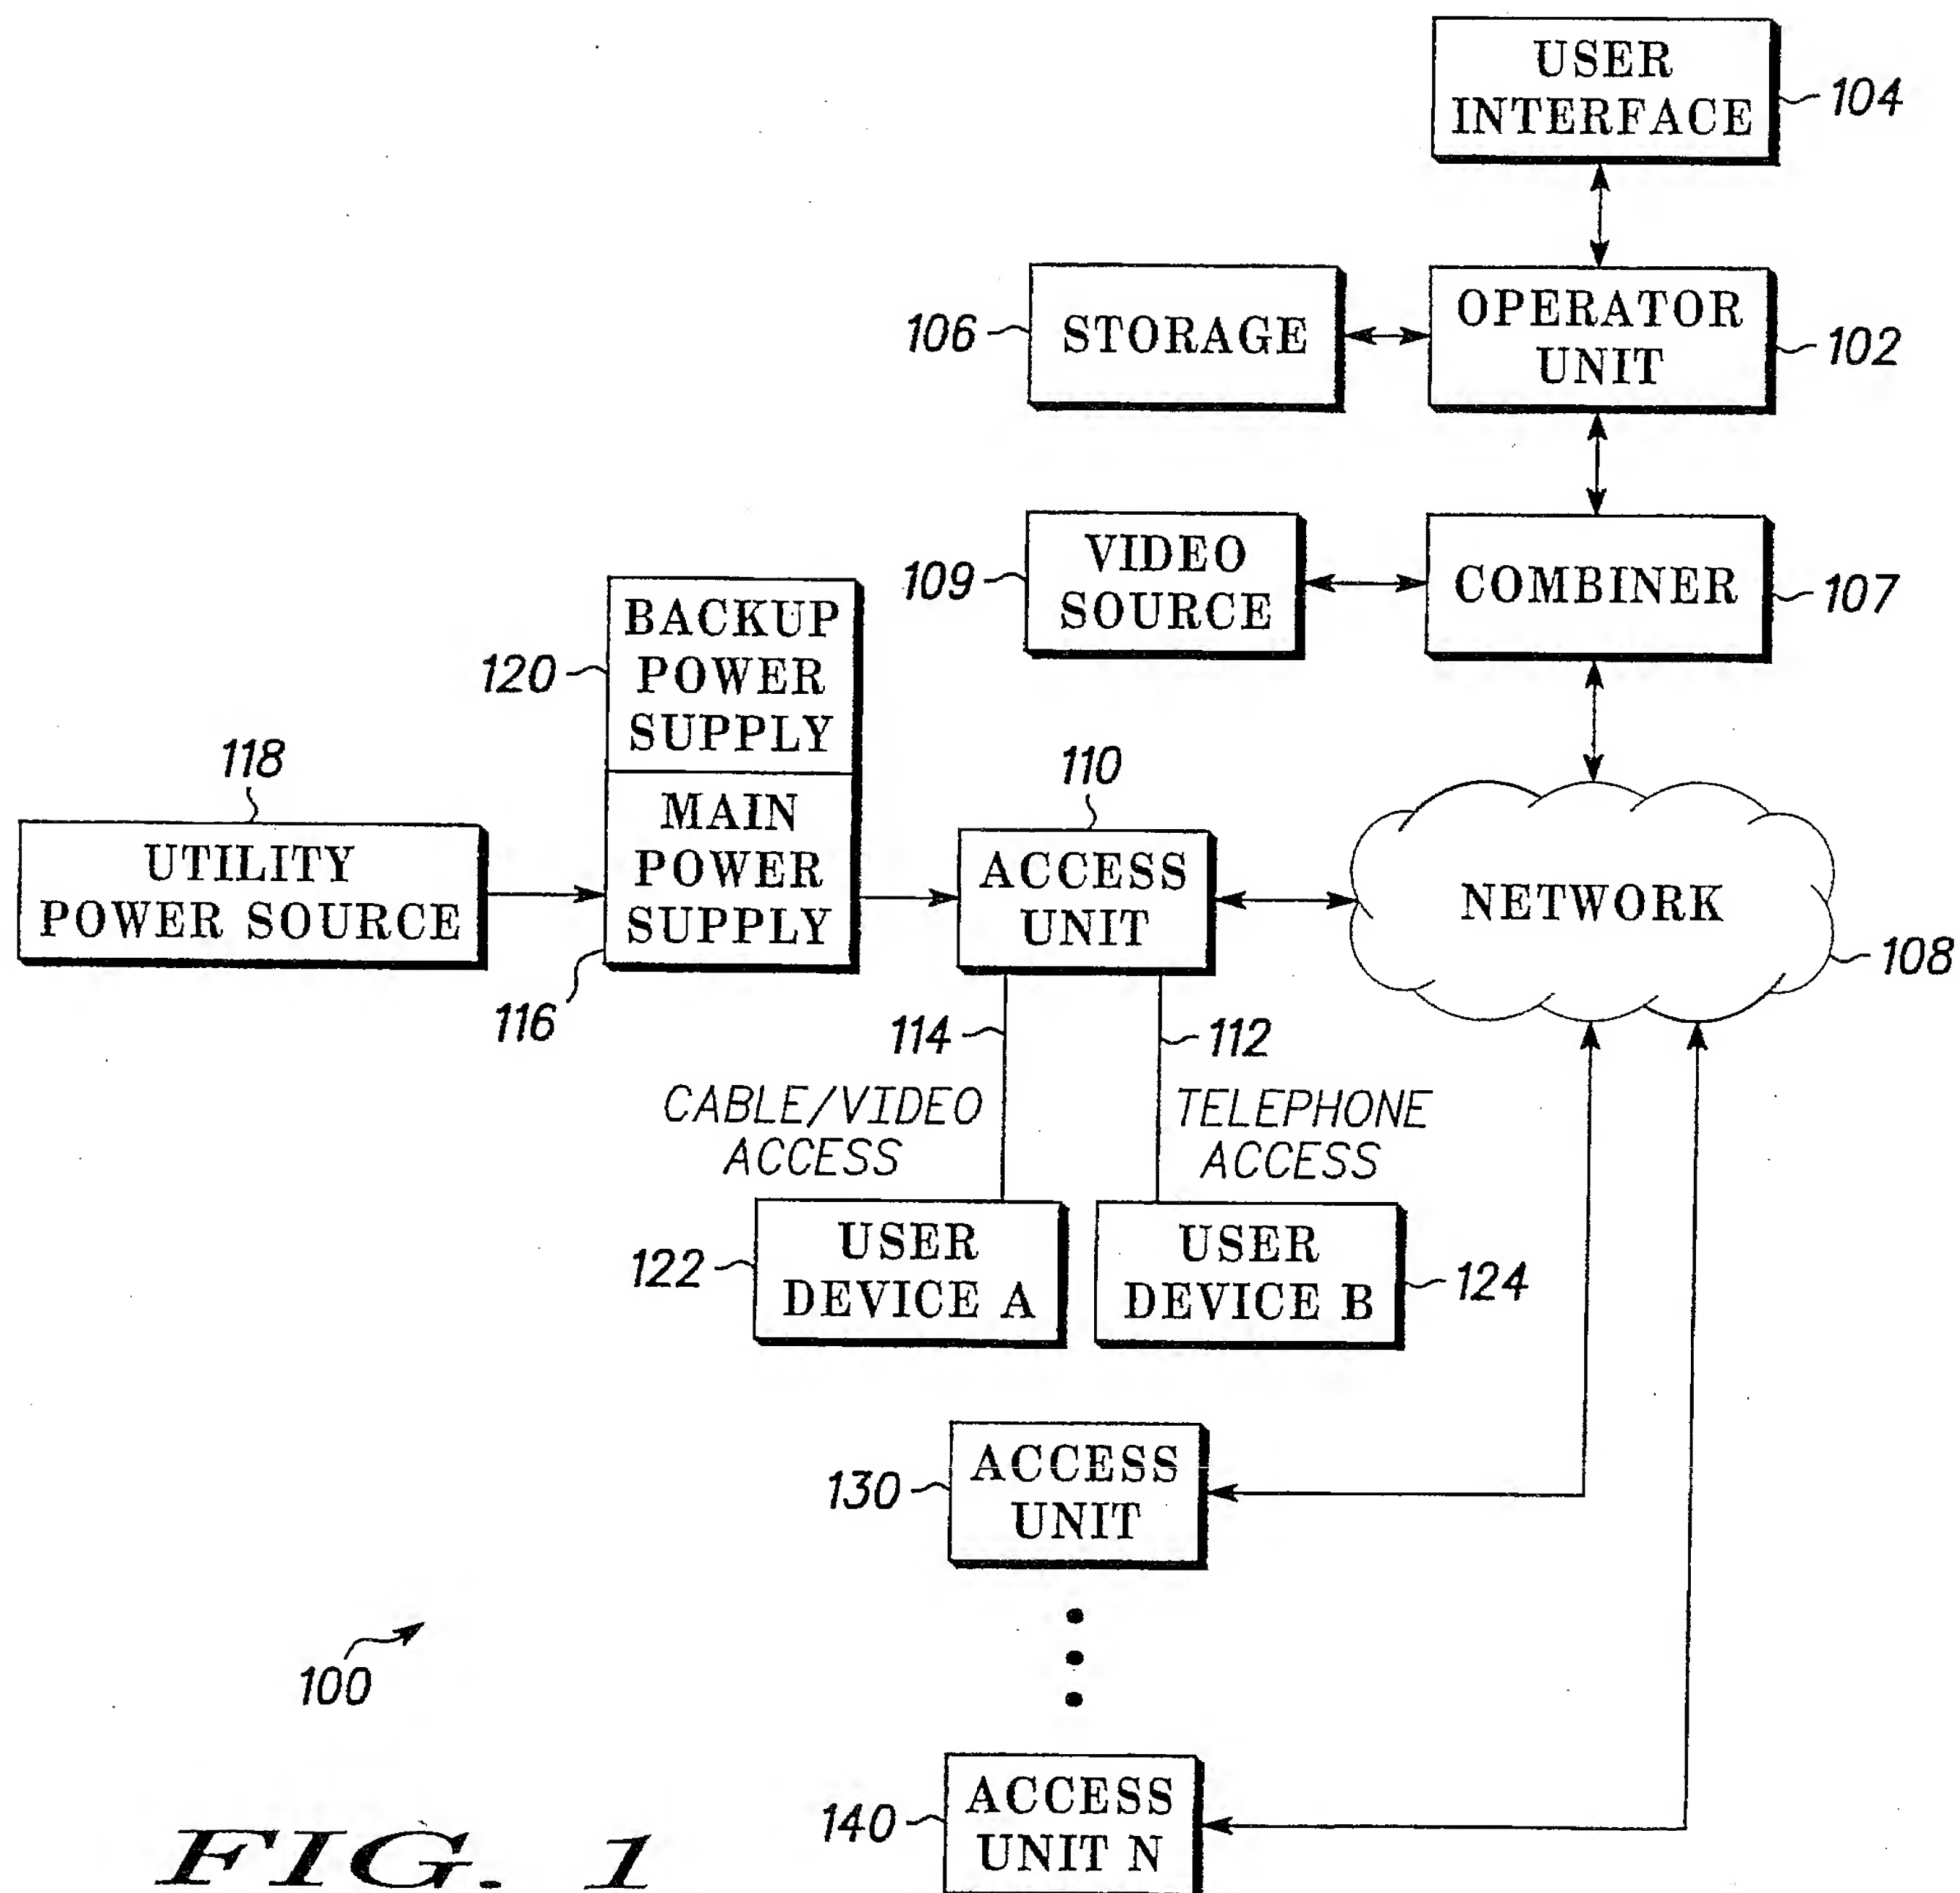 USER
INTERFACE
104
106
STORAGE
OPERATOR
UNIT
102
109
VIDEO
SOURCE
COMBINER
107
120
BACKUP
POWER
SUPPLY
118
UTILITY
POWER SOURCE
MAIN
POWER
SUPPLY
116
110
ACCESS
UNIT
NETWORK
108
114
112
CABLE/VIDEO
ACCESS
TELEPHONE
ACCESS
122
USER
DEVICE A
USER
DEVICE B
124
130
ACCESS
UNIT
100
140
ACCESS
UNIT N
FIG. 1